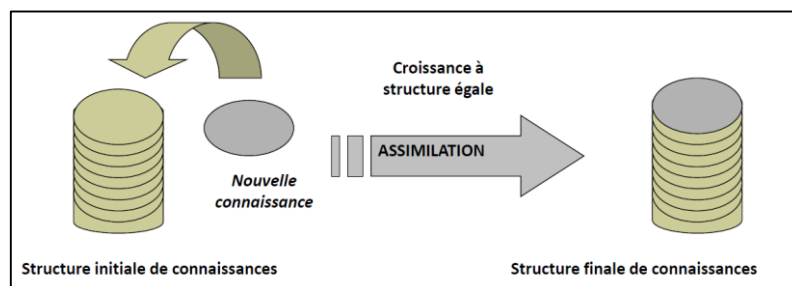 Croissance à
structure égale
ASSIMILATION
Nouvelle
connaissance
Structure initiale de connaissances
Structure finale de connaissances